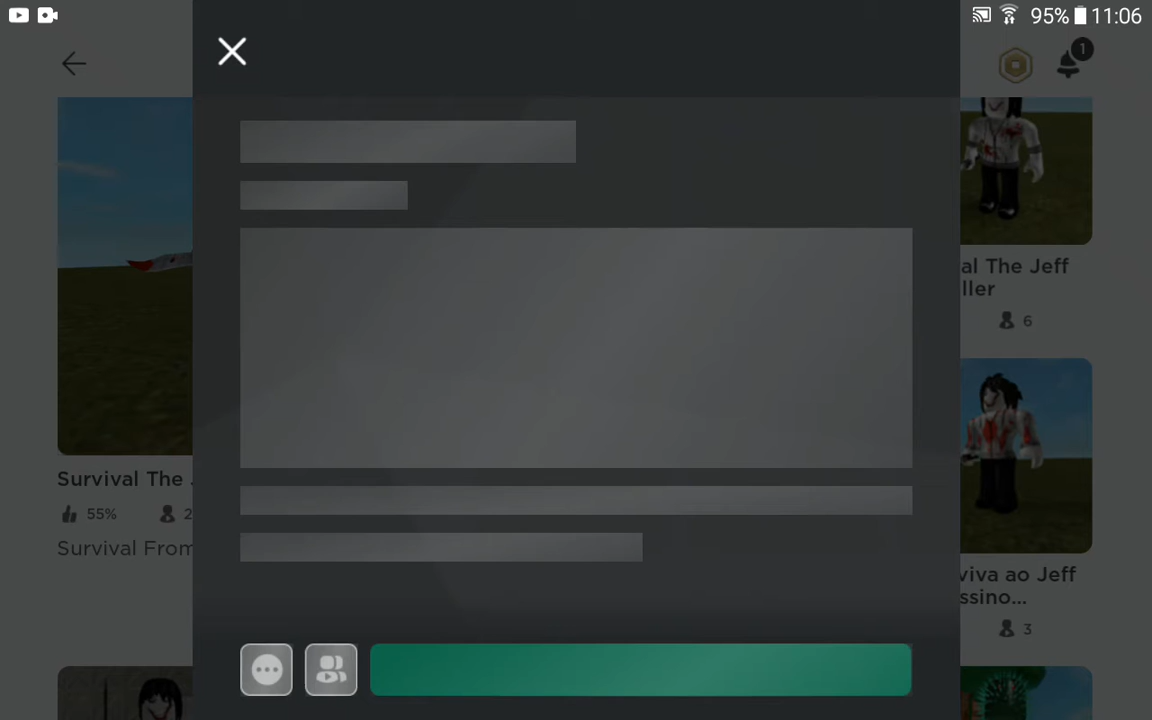 95% 11:06
1
al The Jeff
ller
6
Survival The
55% 2
Survival From
viva ao Jeff
ssino...
3